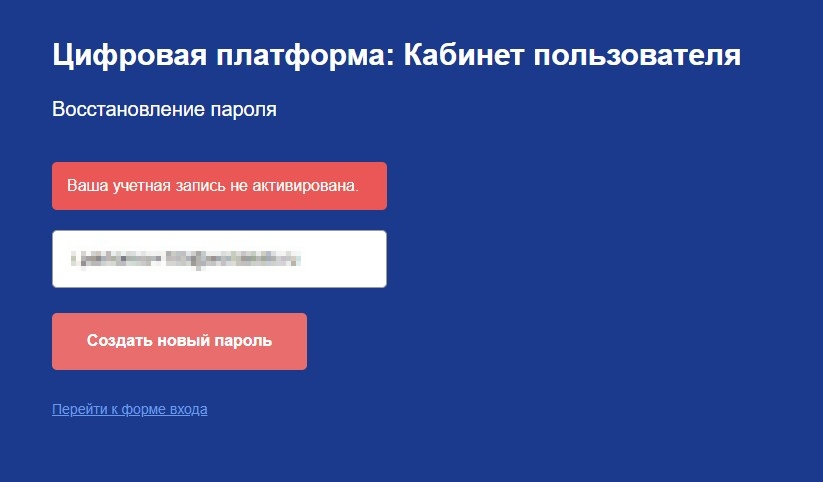 Цифровая платформа: Кабинет пользователя
Восстановление пароля
Ваша учетная запись не активирована.
Создать новый пароль
Перейти к форме входа